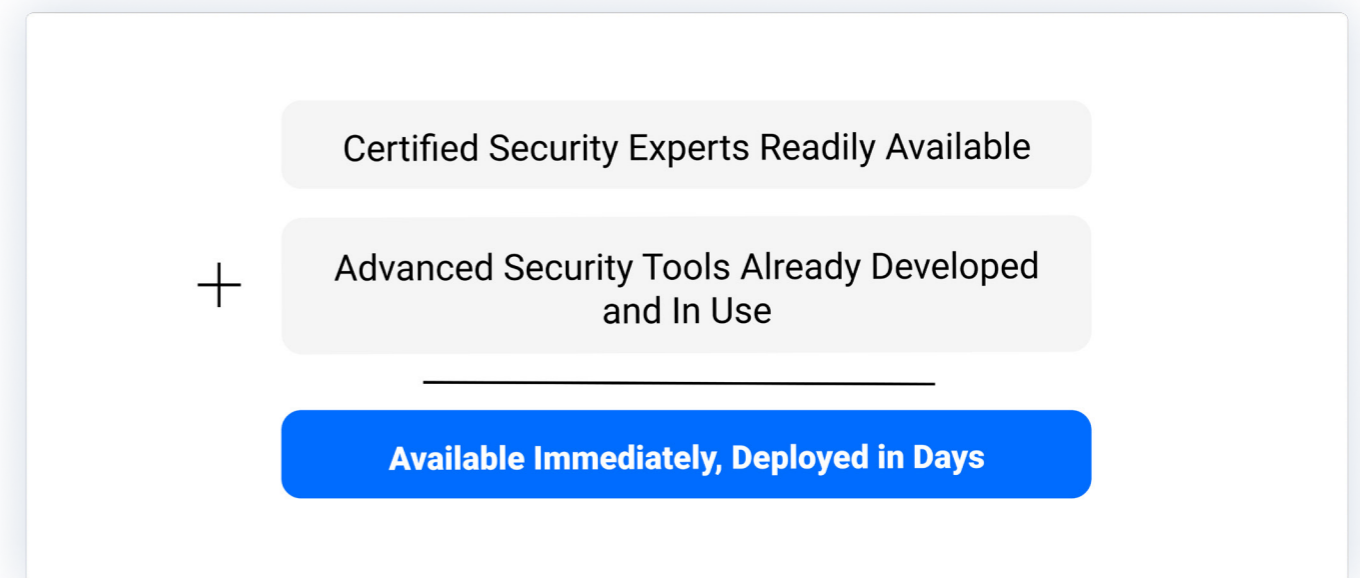 Certified Security Experts Readily Available
+
Advanced Security Tools Already Developed
and In Use
Available Immediately, Deployed in Days